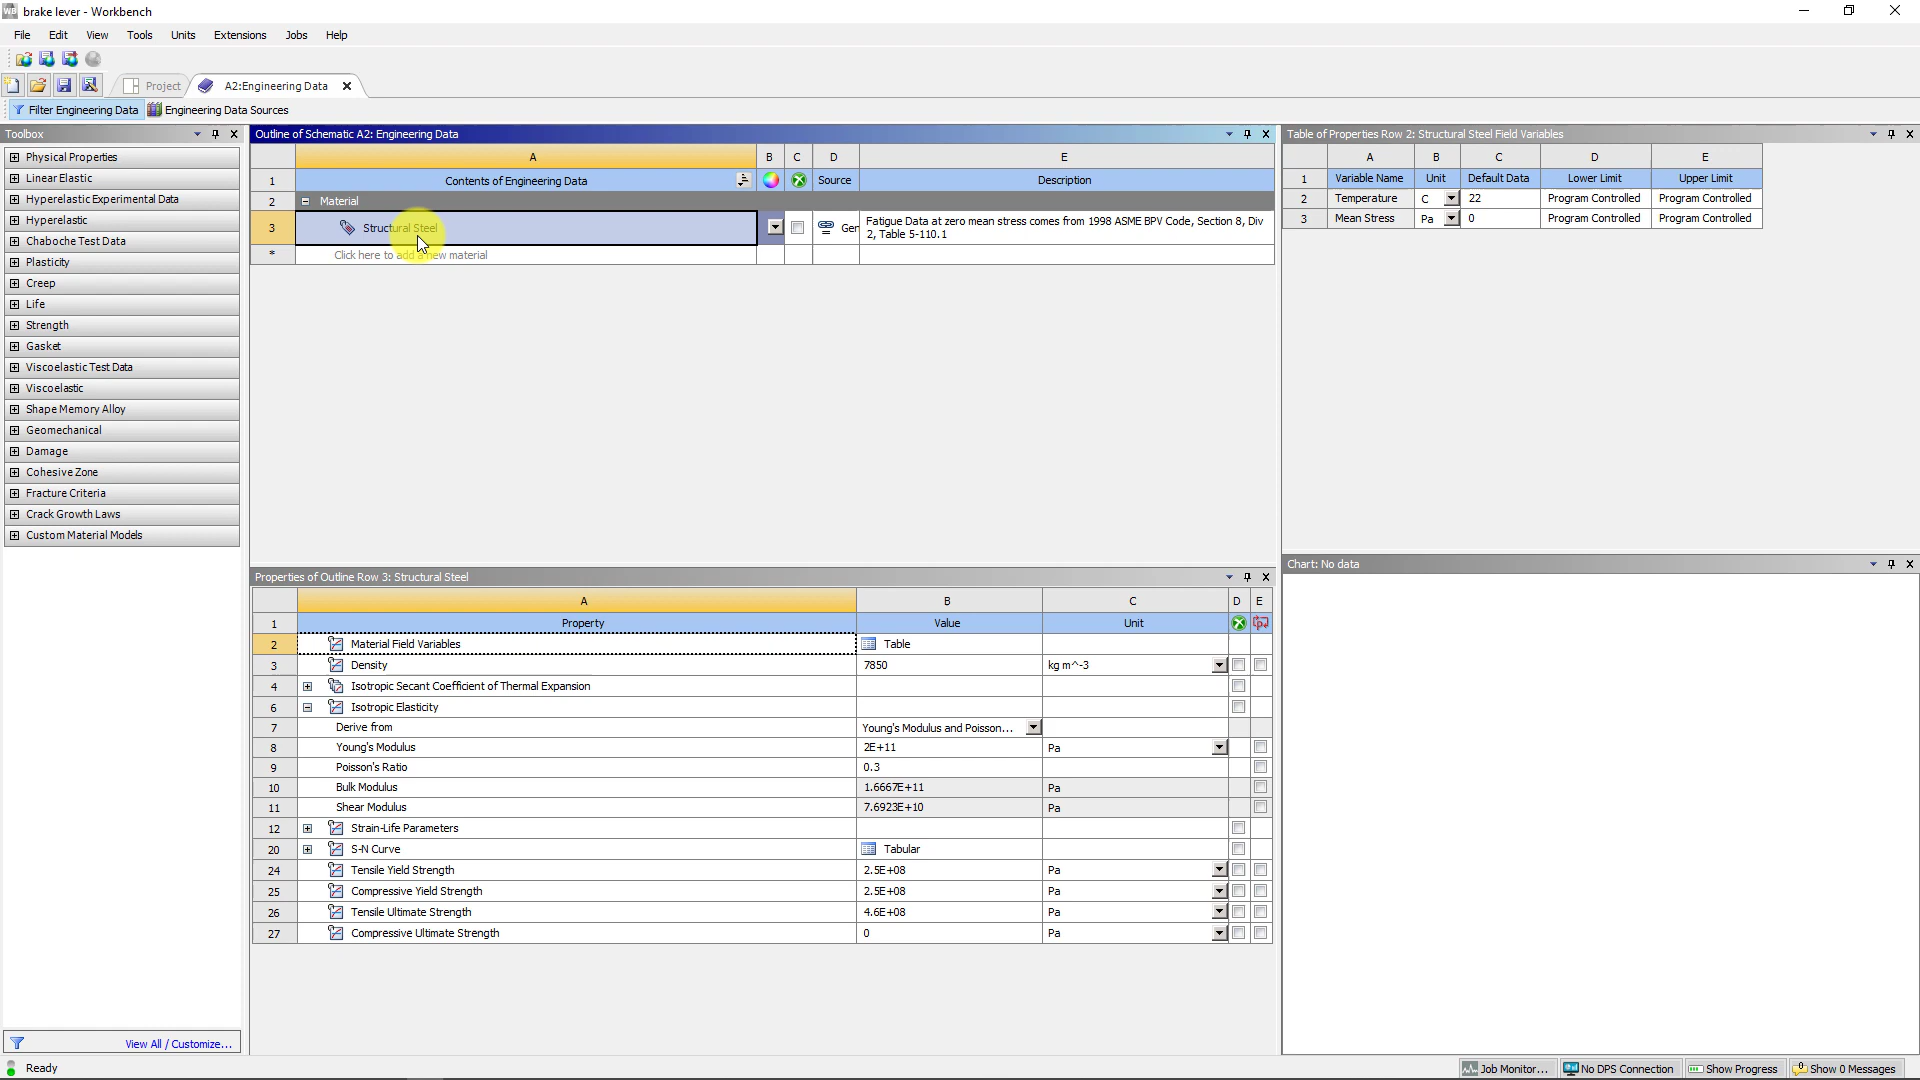 brake lever - Workbench
File Edit View Tools Units Extensions Jobs Help
Project A2:Engineering Data
Filter Engineering Data Engineering Data Sources
Toolbox
Physical Properties
Linear Elastic
Hyperelastic Experimental Data
Hyperelastic
Chaboche Test Data
Plasticity
Creep
Life
Strength
Gasket
Viscoelastic Test Data
Viscoelastic
Shape Memory Alloy
Geomechanical
Damage
Cohesive Zone
Fracture Criteria
Crack Growth Laws
Custom Material Models
View All / Customize...
Outline of Schematic A2: Engineering Data
A B C D E
1 Contents of Engineering Data Source Description
2 Material
3 Structural Steel Ger Fatigue Data at zero mean stress comes from 1998 ASME BPV Code, Section 8, Div
2, Table 5-110.1
* Click here to add a new material
Properties of Outline Row 3: Structural Steel
A B C D E
1 Property Value Unit
2 Material Field Variables Table
3 Density 7850 kg m^-3
4 Isotropic Secant Coefficient of Thermal Expansion
6 Isotropic Elasticity
7 Derive from Young's Modulus and Poisson...
8 Young's Modulus 2E+11 Pa
9 Poisson's Ratio 0.3
10 Bulk Modulus 1.6667E+11 Pa
11 Shear Modulus 7.6923E+10 Pa
12 Strain-Life Parameters
20 S-N Curve Tabular
24 Tensile Yield Strength 2.5E+08 Pa
25 Compressive Yield Strength 2.5E+08 Pa
26 Tensile Ultimate Strength 4.6E+08 Pa
27 Compressive Ultimate Strength 0 Pa
Table of Properties Row 2: Structural Steel Field Variables
A B C D E
1 Variable Name Unit Default Data Lower Limit Upper Limit
2 Temperature C 22 Program Controlled Program Controlled
3 Mean Stress Pa 0 Program Controlled Program Controlled
Chart: No data
Ready
Job Monitor... No DPS Connection Show Progress Show 0 Messages